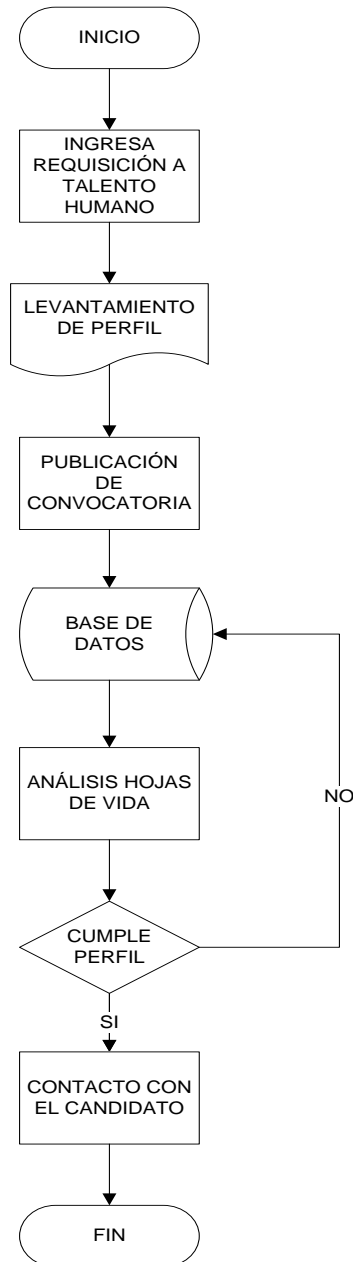 INICIO
INGRESA
REQUISICIÓN A
TALENTO
HUMANO
LEVANTAMIENTO
DE PERFIL
PUBLICACIÓN
DE
CONVOCATORIA
BASE DE
DATOS
ANÁLISIS HOJAS
DE VIDA
NO
CUMPLE
PERFIL
SI
CONTACTO CON
EL CANDIDATO
FIN